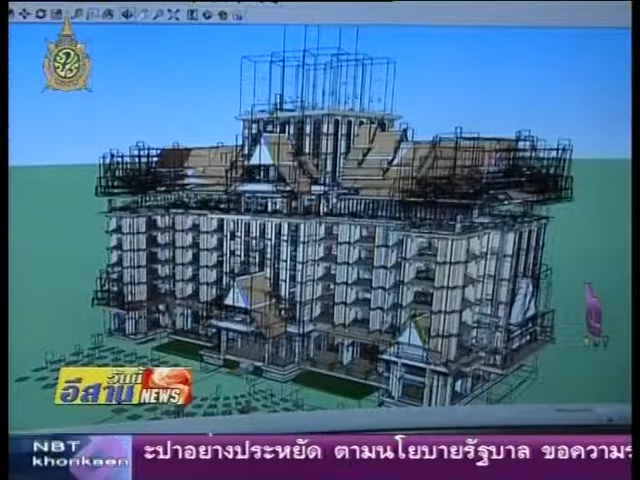 วันนี้
อีสาน NEWS
NBT
khonkaen
ะปาอย่างประหยัด ตามนโยบายรัฐบาล ขอความร